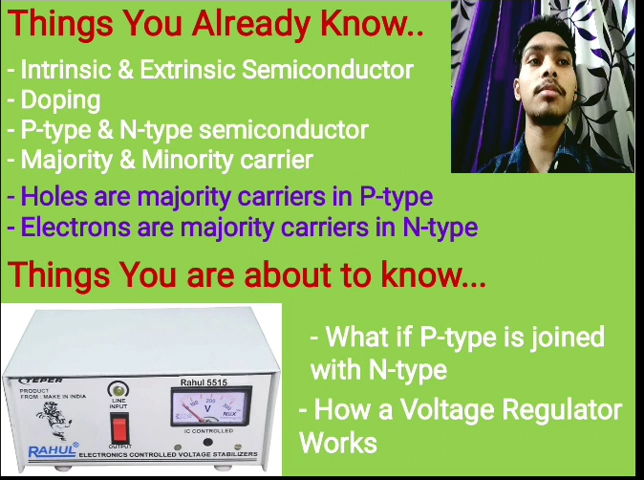 Things You Already Know..
- Intrinsic & Extrinsic Semiconductor
- Doping
- P-type & N-type semiconductor
- Majority & Minority carrier
- Holes are majority carriers in P-type
- Electrons are majority carriers in N-type
Things You are about to know...
- What if P-type is joined
with N-type
- How a Voltage Regulator
Works
PRODUCT
FROM : MAKE IN INDIA
LINE
INPUT
OUTPUT
Rahul 5515
V
IC CONTROLLED
RAHUL®
ELECTRONICS CONTROLLED VOLTAGE STABILIZERS